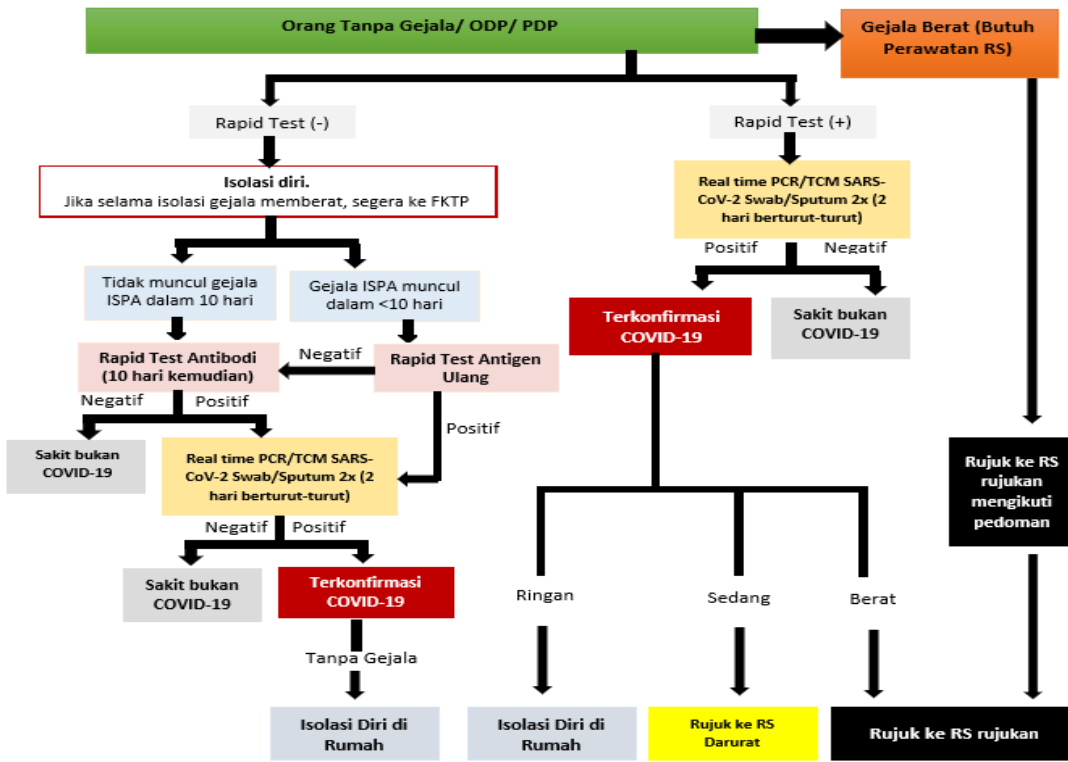 Orang Tanpa Gejala/ ODP/ PDP
Gejala Berat (Butuh
Perawatan RS)
Rapid Test (-)
Rapid Test (+)
Isolasi diri.
Jika selama isolasi gejala memberat, segera ke FKTP
Real time PCR/TCM SARS-
CoV-2 Swab/Sputum 2x (2
hari berturut-turut)
Positif
Negatif
Tidak muncul gejala
ISPA dalam 10 hari
Gejala ISPA muncul
dalam <10 hari
Terkonfirmasi
COVID-19
Sakit bukan
COVID-19
Rapid Test Antibodi
(10 hari kemudian)
Negatif
Rapid Test Antigen
Ulang
Negatif
Positif
Positif
Sakit bukan
COVID-19
Real time PCR/TCM SARS-
CoV-2 Swab/Sputum 2x (2
hari berturut-turut)
Rujuk ke RS
rujukan
mengikuti
pedoman
Negatif
Positif
Sakit bukan
COVID-19
Terkonfirmasi
COVID-19
Ringan
Sedang
Berat
Tanpa Gejala
Isolasi Diri di
Rumah
Isolasi Diri di
Rumah
Rujuk ke RS
Darurat
Rujuk ke RS rujukan